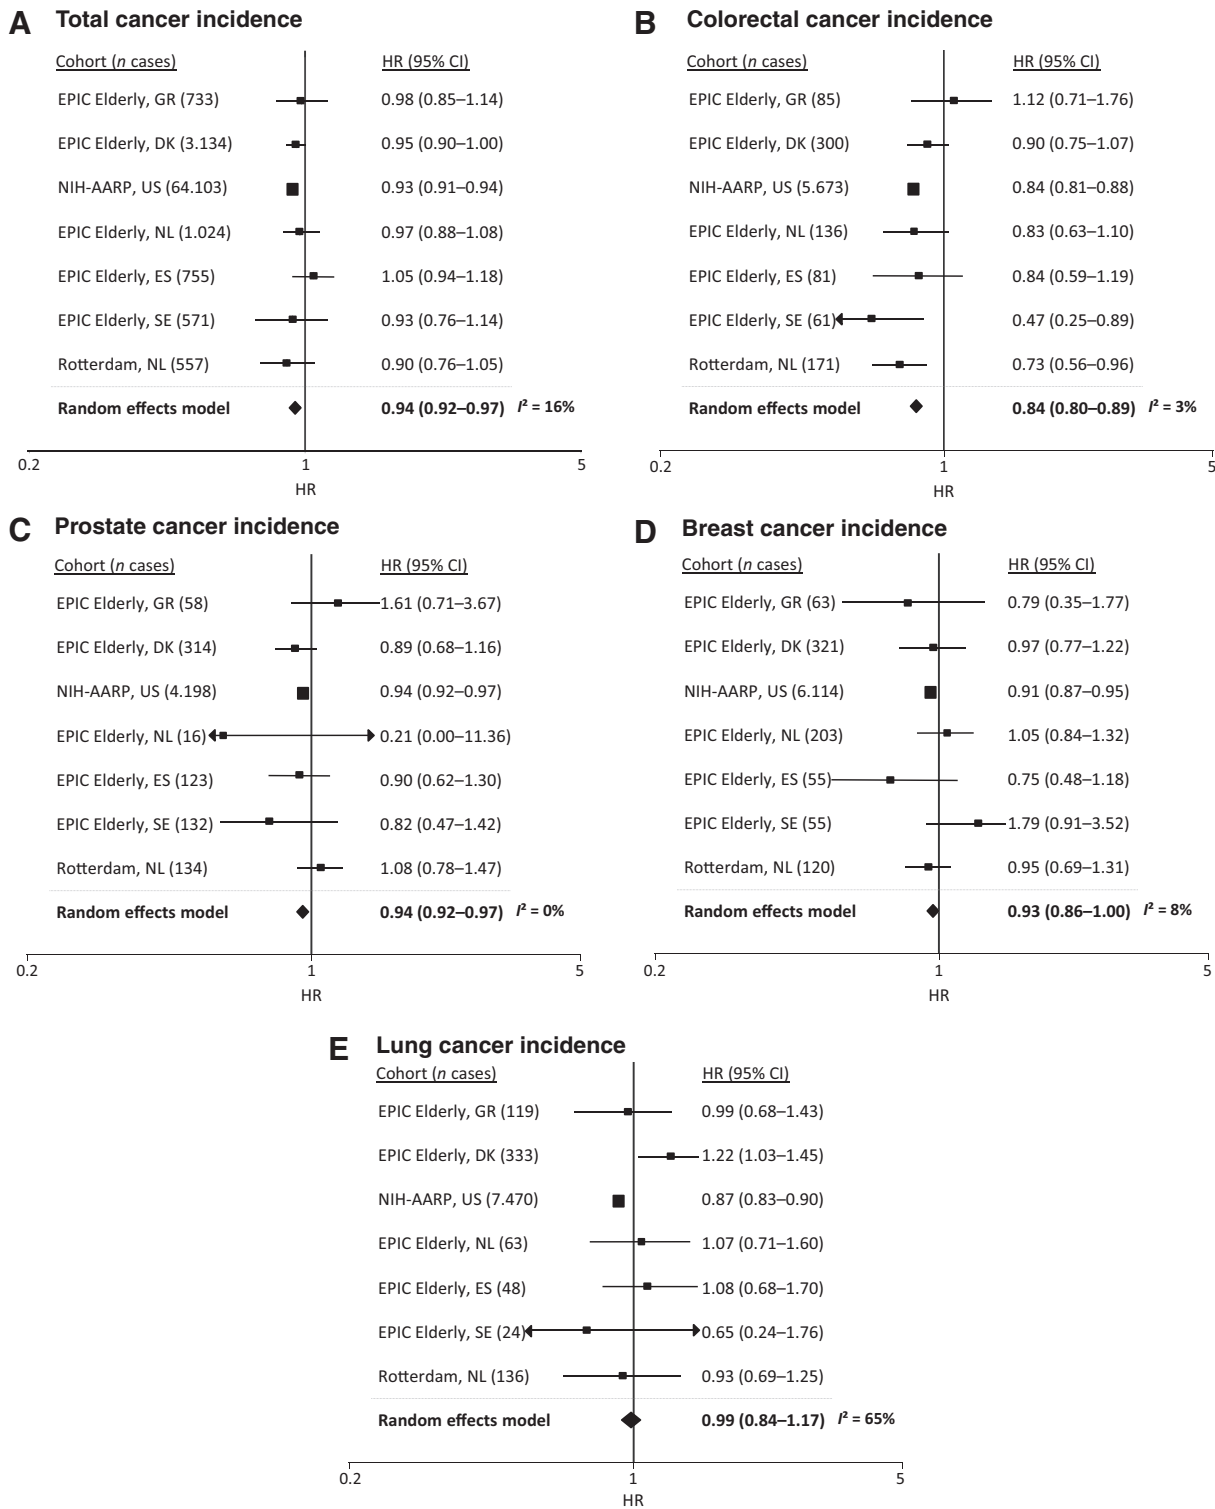 A Total cancer incidence
Cohort (n cases) HR (95% CI)
EPIC Elderly, GR (733) 0.98 (0.85–1.14)
EPIC Elderly, DK (3.134) 0.95 (0.90–1.00)
NIH-AARP, US (64.103) 0.93 (0.91–0.94)
EPIC Elderly, NL (1.024) 0.97 (0.88–1.08)
EPIC Elderly, ES (755) 1.05 (0.94–1.18)
EPIC Elderly, SE (571) 0.93 (0.76–1.14)
Rotterdam, NL (557) 0.90 (0.76–1.05)
Random effects model 0.94 (0.92–0.97) I² = 16%
0.2 1 5
HR
B Colorectal cancer incidence
Cohort (n cases) HR (95% CI)
EPIC Elderly, GR (85) 1.12 (0.71–1.76)
EPIC Elderly, DK (300) 0.90 (0.75–1.07)
NIH-AARP, US (5.673) 0.84 (0.81–0.88)
EPIC Elderly, NL (136) 0.83 (0.63–1.10)
EPIC Elderly, ES (81) 0.84 (0.59–1.19)
EPIC Elderly, SE (61) 0.47 (0.25–0.89)
Rotterdam, NL (171) 0.73 (0.56–0.96)
Random effects model 0.84 (0.80–0.89) I² = 3%
0.2 1 5
HR
C Prostate cancer incidence
Cohort (n cases) HR (95% CI)
EPIC Elderly, GR (58) 1.61 (0.71–3.67)
EPIC Elderly, DK (314) 0.89 (0.68–1.16)
NIH-AARP, US (4.198) 0.94 (0.92–0.97)
EPIC Elderly, NL (16) 0.21 (0.00–11.36)
EPIC Elderly, ES (123) 0.90 (0.62–1.30)
EPIC Elderly, SE (132) 0.82 (0.47–1.42)
Rotterdam, NL (134) 1.08 (0.78–1.47)
Random effects model 0.94 (0.92–0.97) I² = 0%
0.2 1 5
HR
D Breast cancer incidence
Cohort (n cases) HR (95% CI)
EPIC Elderly, GR (63) 0.79 (0.35–1.77)
EPIC Elderly, DK (321) 0.97 (0.77–1.22)
NIH-AARP, US (6.114) 0.91 (0.87–0.95)
EPIC Elderly, NL (203) 1.05 (0.84–1.32)
EPIC Elderly, ES (55) 0.75 (0.48–1.18)
EPIC Elderly, SE (55) 1.79 (0.91–3.52)
Rotterdam, NL (120) 0.95 (0.69–1.31)
Random effects model 0.93 (0.86–1.00) I² = 8%
0.2 1 5
HR
E Lung cancer incidence
Cohort (n cases) HR (95% CI)
EPIC Elderly, GR (119) 0.99 (0.68–1.43)
EPIC Elderly, DK (333) 1.22 (1.03–1.45)
NIH-AARP, US (7.470) 0.87 (0.83–0.90)
EPIC Elderly, NL (63) 1.07 (0.71–1.60)
EPIC Elderly, ES (48) 1.08 (0.68–1.70)
EPIC Elderly, SE (24) 0.65 (0.24–1.76)
Rotterdam, NL (136) 0.93 (0.69–1.25)
Random effects model 0.99 (0.84–1.17) I² = 65%
0.2 1 5
HR